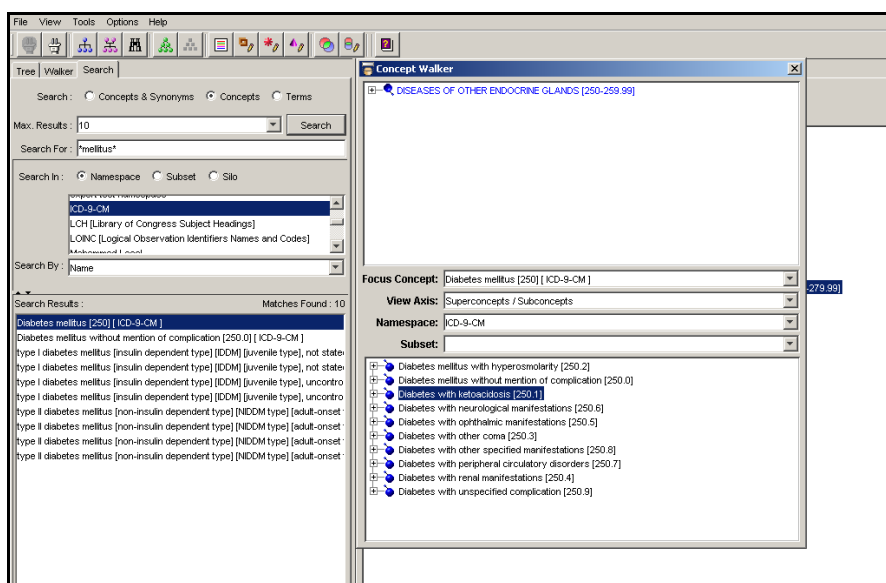 File View Tools Options Help
Tree Walker Search
Search : Concepts & Synonyms Concepts Terms
Max. Results : 10 Search
Search For : *mellitus*
Search In : Namespace Subset Silo
ICD-9-CM
LCH [Library of Congress Subject Headings]
LOINC [Logical Observation Identifiers Names and Codes]
Search By : Name
Search Results : Matches Found : 10
Diabetes mellitus [250] [ ICD-9-CM ]
Diabetes mellitus without mention of complication [250.0] [ ICD-9-CM ]
type I diabetes mellitus [insulin dependent type] [IDDM] [juvenile type], not state
type I diabetes mellitus [insulin dependent type] [IDDM] [juvenile type], not state
type I diabetes mellitus [insulin dependent type] [IDDM] [juvenile type], uncontro
type I diabetes mellitus [insulin dependent type] [IDDM] [juvenile type], uncontro
type II diabetes mellitus [non-insulin dependent type] [NIDDM type] [adult-onset
type II diabetes mellitus [non-insulin dependent type] [NIDDM type] [adult-onset
type II diabetes mellitus [non-insulin dependent type] [NIDDM type] [adult-onset
type II diabetes mellitus [non-insulin dependent type] [NIDDM type] [adult-onset
Concept Walker
DISEASES OF OTHER ENDOCRINE GLANDS [250-259.99]
Focus Concept: Diabetes mellitus [250] [ ICD-9-CM ]
View Axis: Superconcepts / Subconcepts
Namespace: ICD-9-CM
Subset:
Diabetes mellitus with hyperosmolarity [250.2]
Diabetes mellitus without mention of complication [250.0]
Diabetes with ketoacidosis [250.1]
Diabetes with neurological manifestations [250.6]
Diabetes with ophthalmic manifestations [250.5]
Diabetes with other coma [250.3]
Diabetes with other specified manifestations [250.8]
Diabetes with peripheral circulatory disorders [250.7]
Diabetes with renal manifestations [250.4]
Diabetes with unspecified complication [250.9]
-279.99]